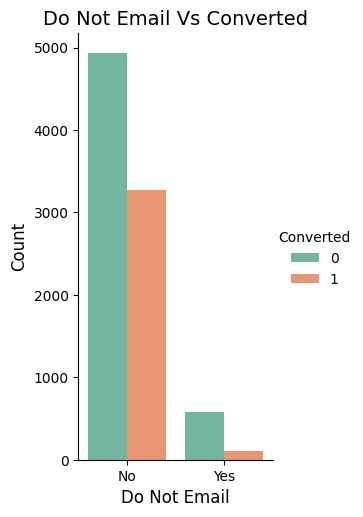 Do Not Email Vs Converted
5000
4000
3000
2000
1000
0
Count
No
Yes
Do Not Email
Converted
0
1